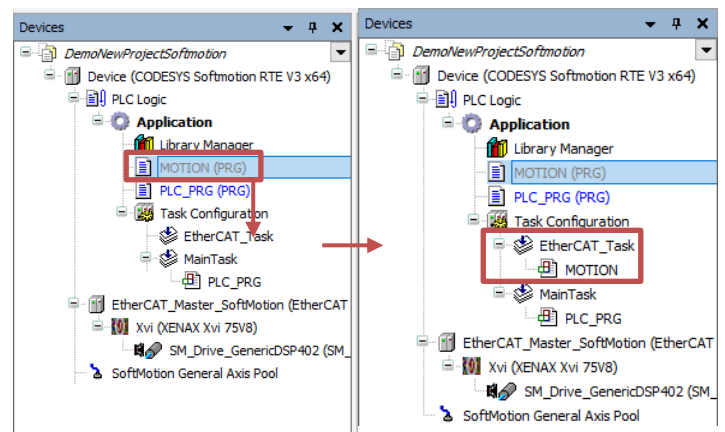 Devices
DemoNewProjectSoftmotion
Device (CODESYS Softmotion RTE V3 x64)
PLC Logic
Application
Library Manager
MOTION (PRG)
PLC_PRG (PRG)
Task Configuration
EtherCAT_Task
MainTask
PLC_PRG
EtherCAT_Master_SoftMotion (EtherCAT
Xvi (XENAX Xvi 75V8)
SM_Drive_GenericDSP402 (SM_
SoftMotion General Axis Pool
Devices
DemoNewProjectSoftmotion
Device (CODESYS Softmotion RTE V3 x64)
PLC Logic
Application
Library Manager
MOTION (PRG)
PLC_PRG (PRG)
Task Configuration
EtherCAT_Task
MOTION
MainTask
PLC_PRG
EtherCAT_Master_SoftMotion (EtherCAT
Xvi (XENAX Xvi 75V8)
SM_Drive_GenericDSP402 (SM_
SoftMotion General Axis Pool